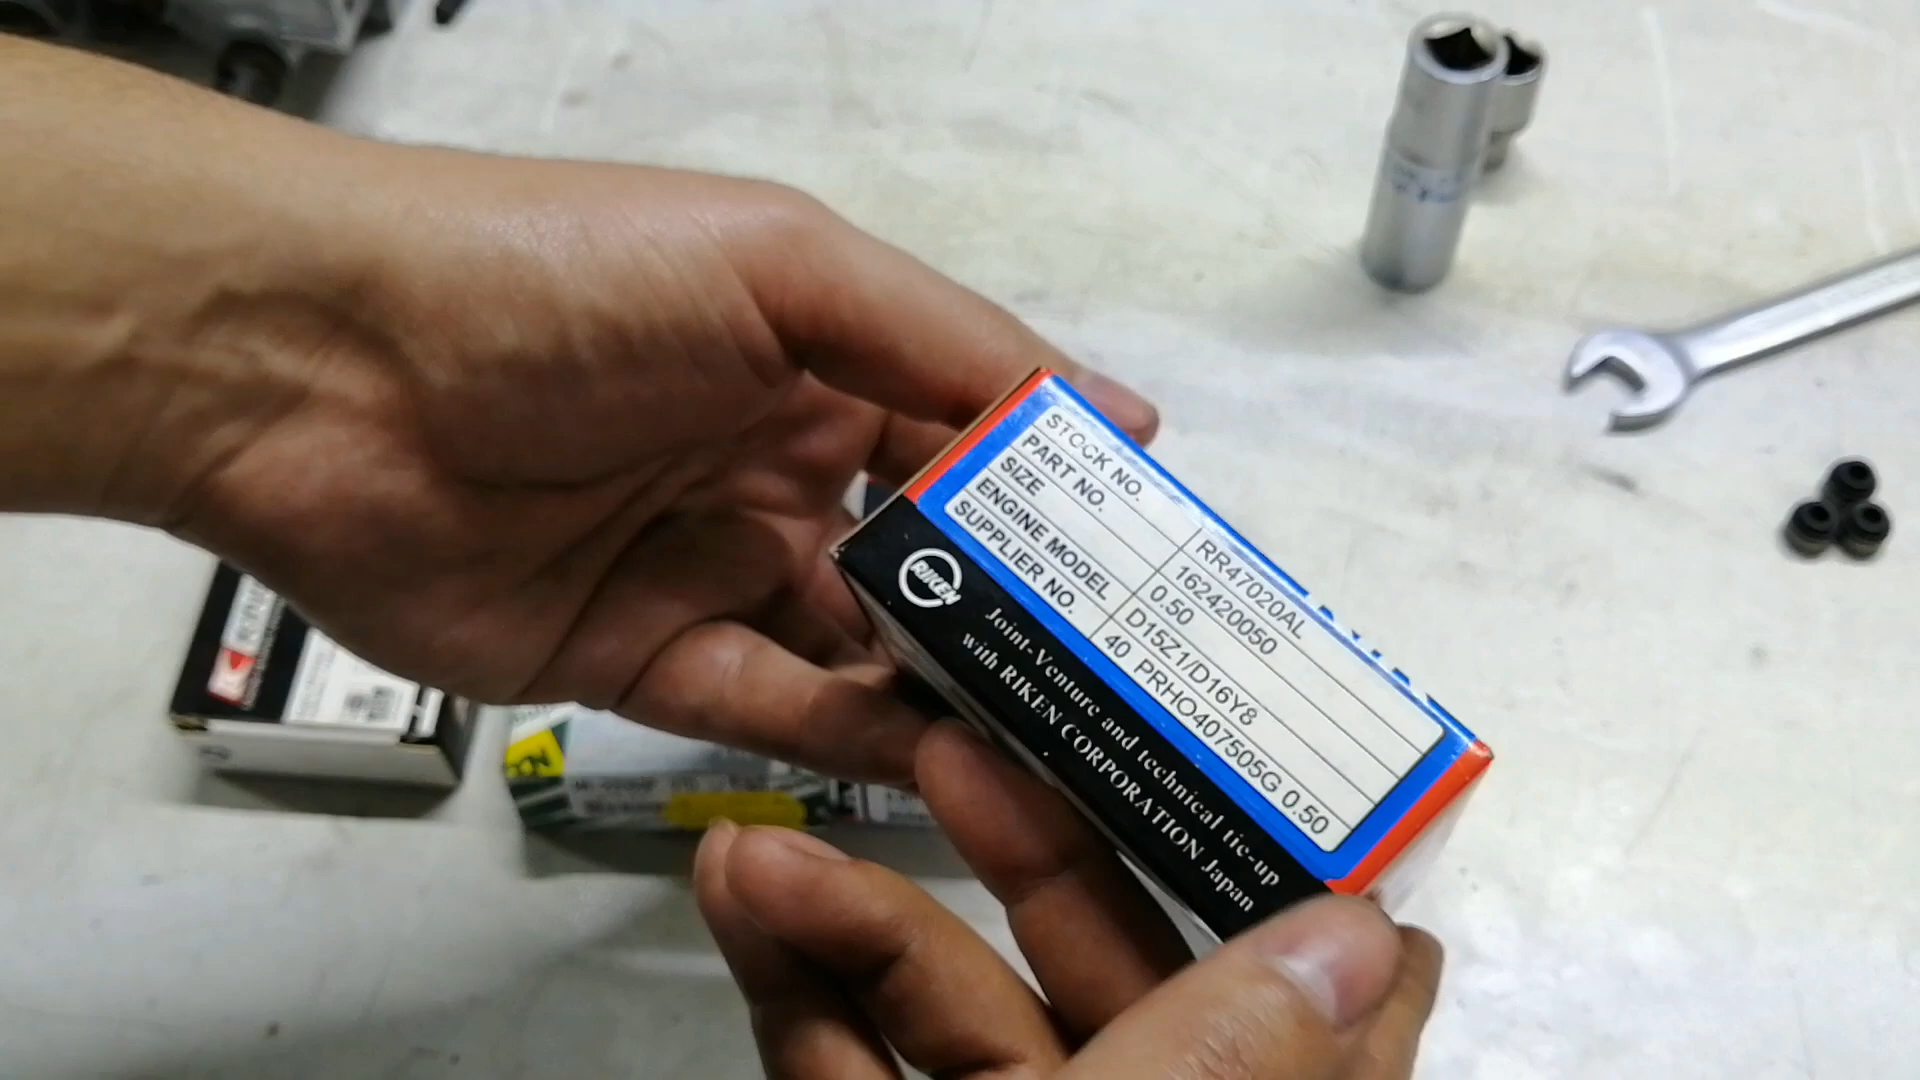 STOCK NO. RR47020AL
PART NO. 162420050
SIZE 0.50
ENGINE MODEL D15Z1/D16Y8
SUPPLIER NO. 40 PRHO407505G 0.50
RIKEN
Joint-Venture and technical tie-up
with RIKEN CORPORATION Japan